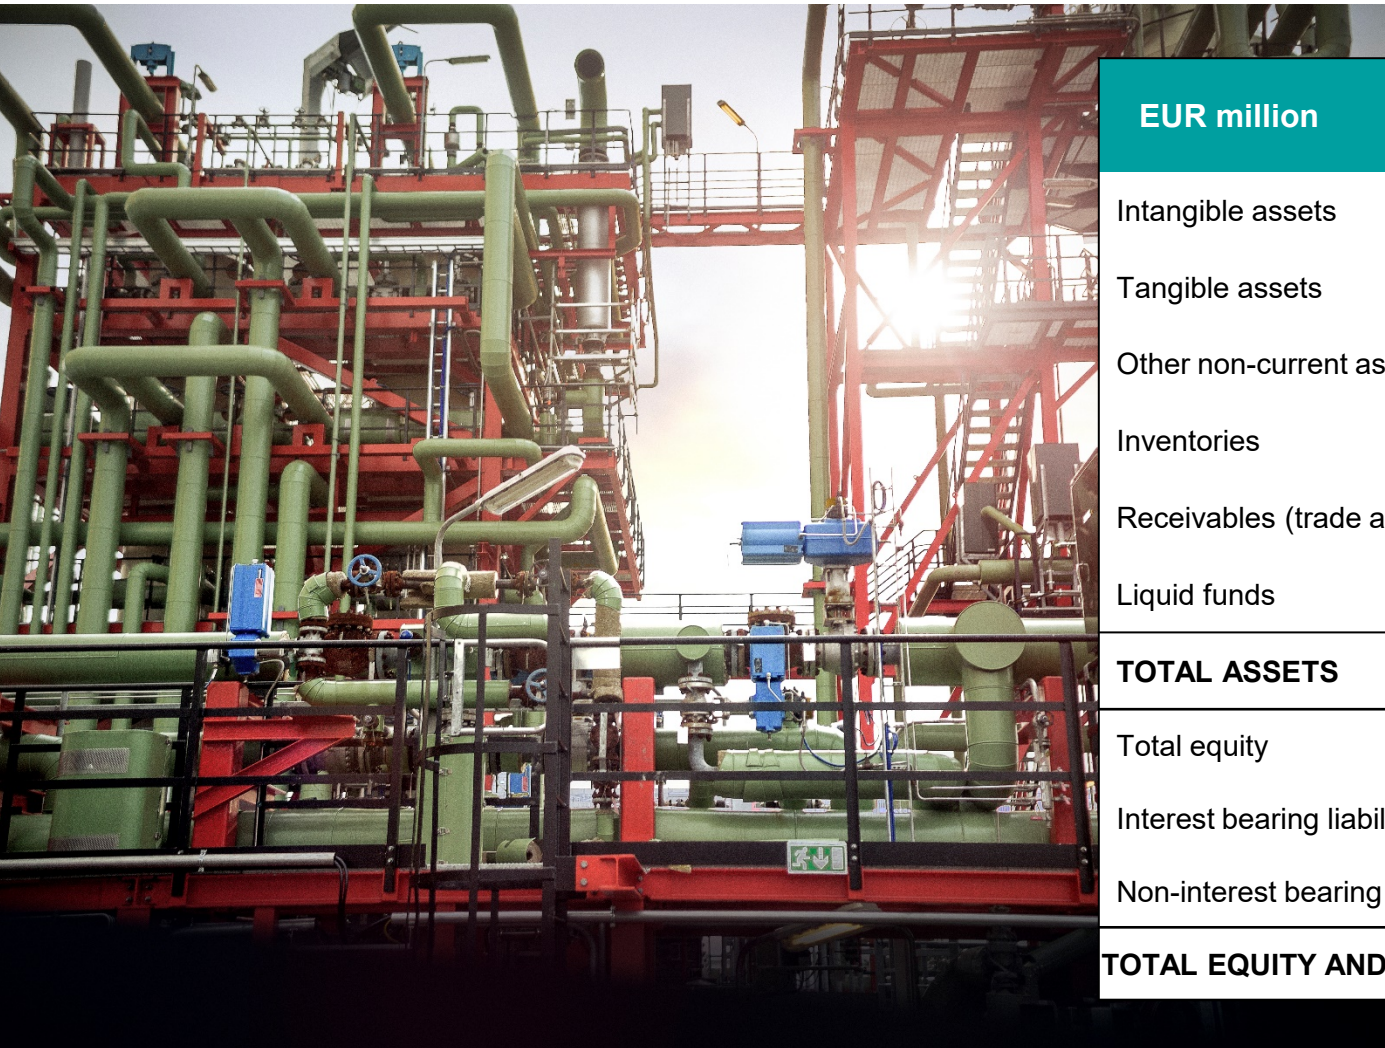 EUR million
Intangible assets
Tangible assets
Other non-current as
Inventories
Receivables (trade a
Liquid funds
TOTAL ASSETS
Total equity
Interest bearing liabil
Non-interest bearing
TOTAL EQUITY AND